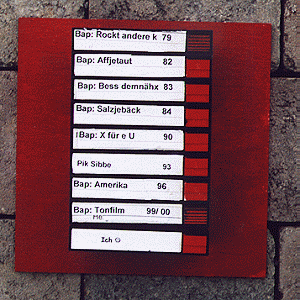 Bap: Rockt andere k 79
Bap: Affjetaut 82
Bap: Bess demnähx 83
Bap: Salzjebäck 84
Bap: X für e U 90
Pik Sibbe 93
Bap: Amerika 96
Bap: Tonfilm 99/ 00
Ich ☺